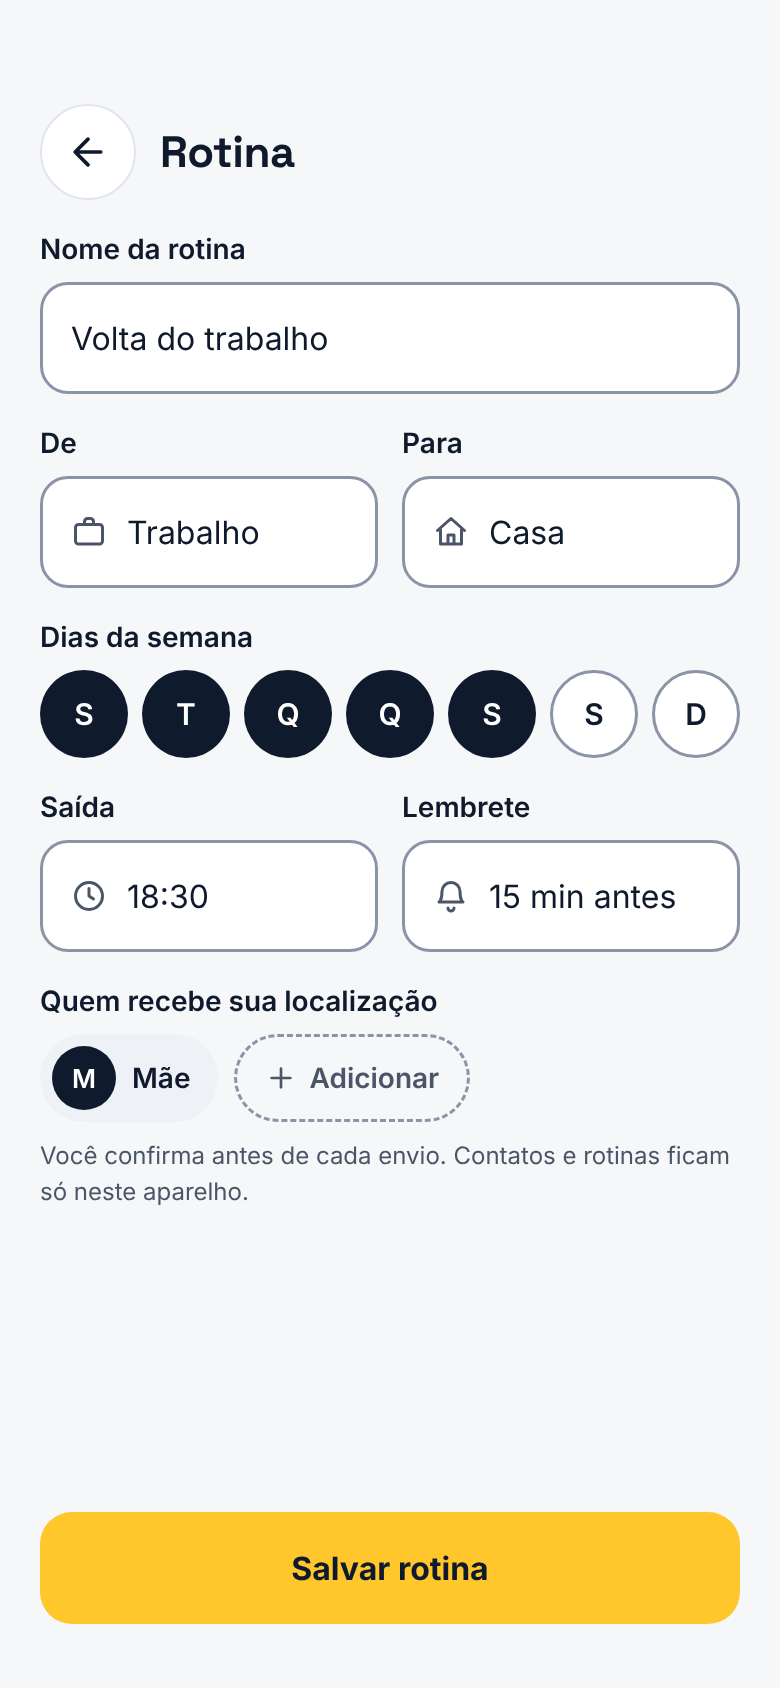 Rotina
Nome da rotina
Volta do trabalho
De Para
Trabalho Casa
Dias da semana
S T Q Q S S D
Saída Lembrete
18:30 15 min antes
Quem recebe sua localização
M Mãe + Adicionar
Você confirma antes de cada envio. Contatos e rotinas ficam
só neste aparelho.
Salvar rotina